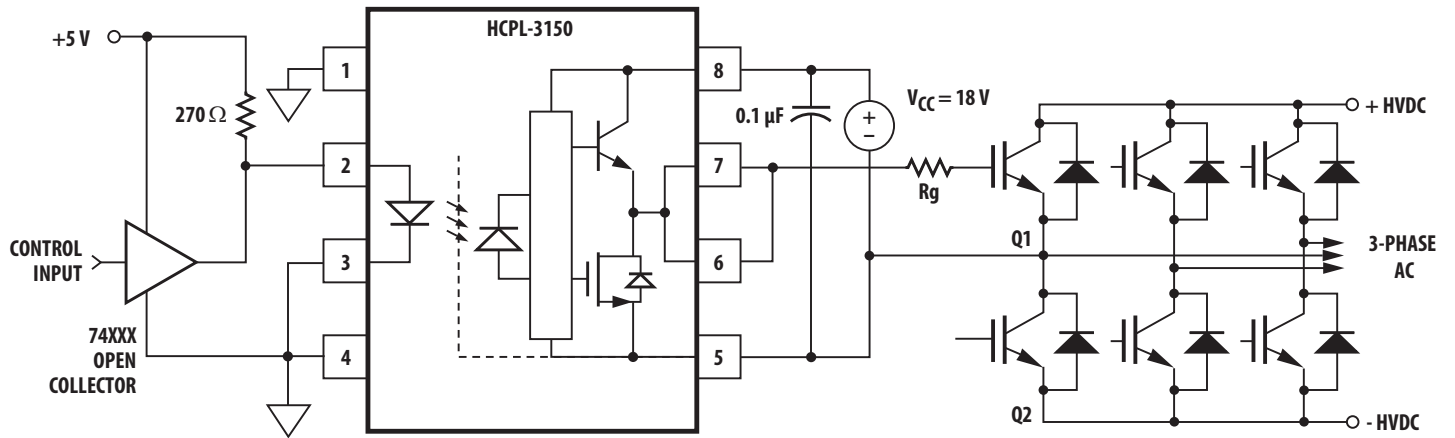 HCPL-3150
+5 V
270 Ω
1
2
3
4
8
7
6
5
0.1 µF
+
–
VCC = 18 V
Rg
+ HVDC
Q1
3-PHASE
AC
Q2
- HVDC
CONTROL
INPUT
74XXX
OPEN
COLLECTOR